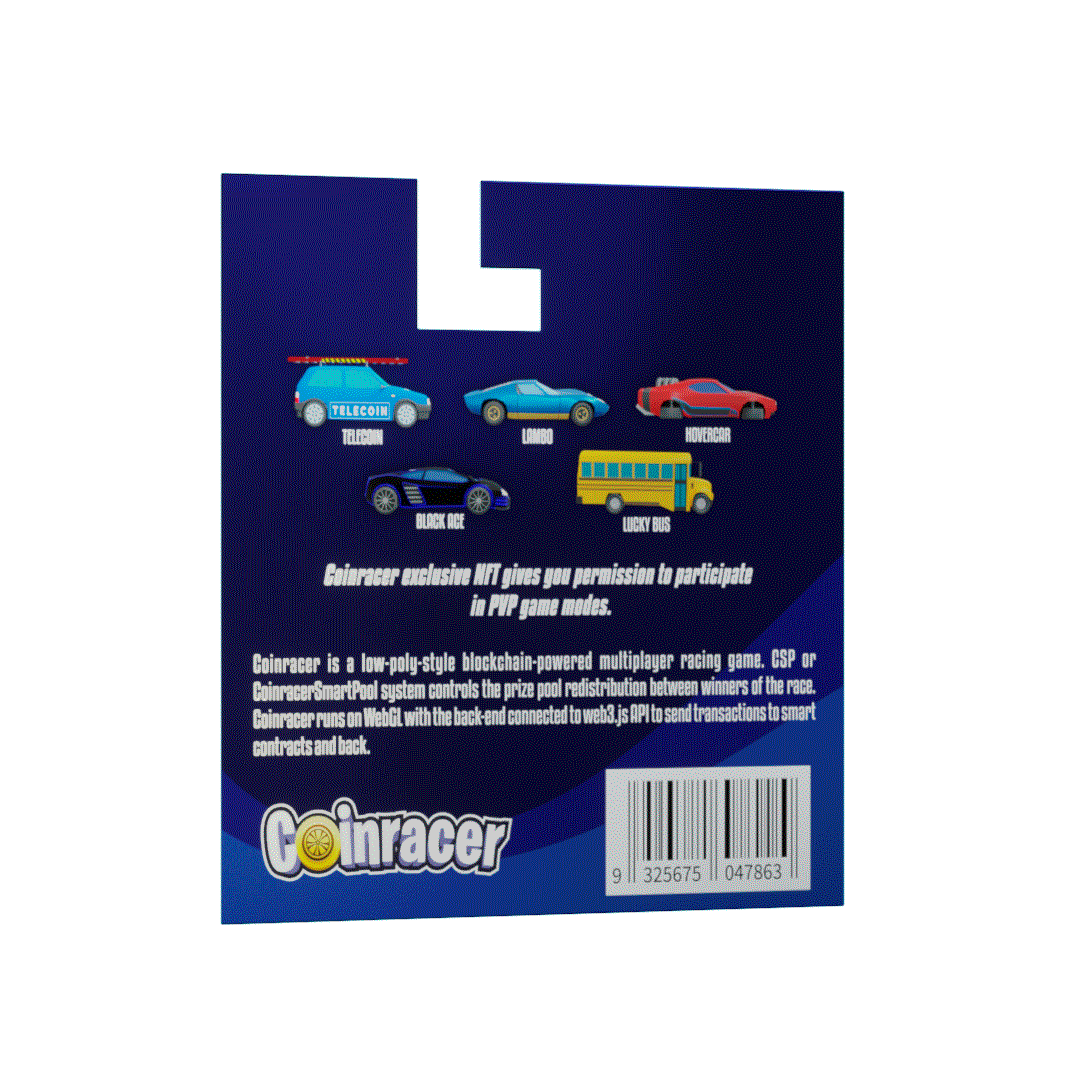 TELECOIN
TELECOIN
LAMBO
HOVERCAR
BLACK ACE
LUCKY BUS
Coinracer exclusive NFT gives you permission to participate
in PVP game modes.
Coinracer is a low-poly-style blockchain-powered multiplayer racing game. CSP or
CoinracerSmartPool system controls the prize pool redistribution between winners of the race.
Coinracer runs on WebGL with the back-end connected to web3.js API to send transactions to smart
contracts and back.
Coinracer
9 325675 047863